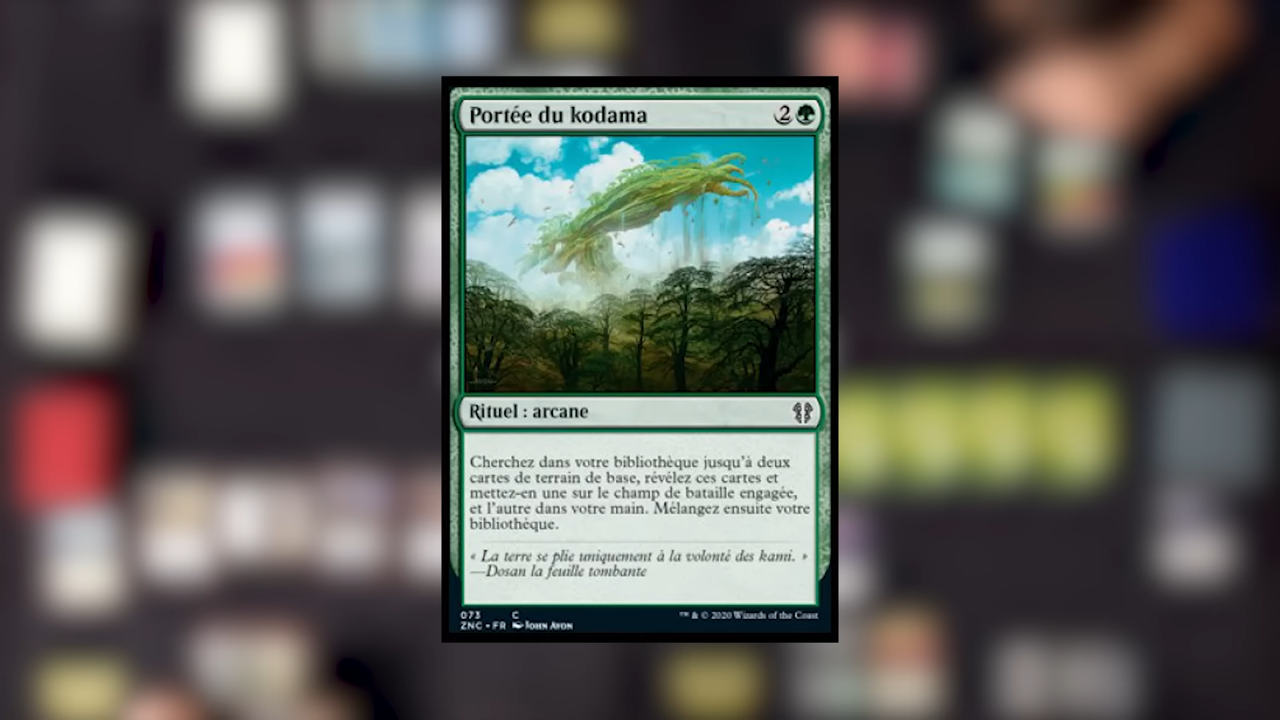 Portée du kodama
2
Rituel : arcane
Cherchez dans votre bibliothèque jusqu'à deux
cartes de terrain de base, révélez ces cartes et
mettez-en une sur le champ de bataille engagée,
et l'autre dans votre main. Mélangez ensuite votre
bibliothèque.
« La terre se plie uniquement à la volonté des kami. »
—Dosan la feuille tombante
073 C
ZNC • FR John Avon
™ & © 2020 Wizards of the Coast